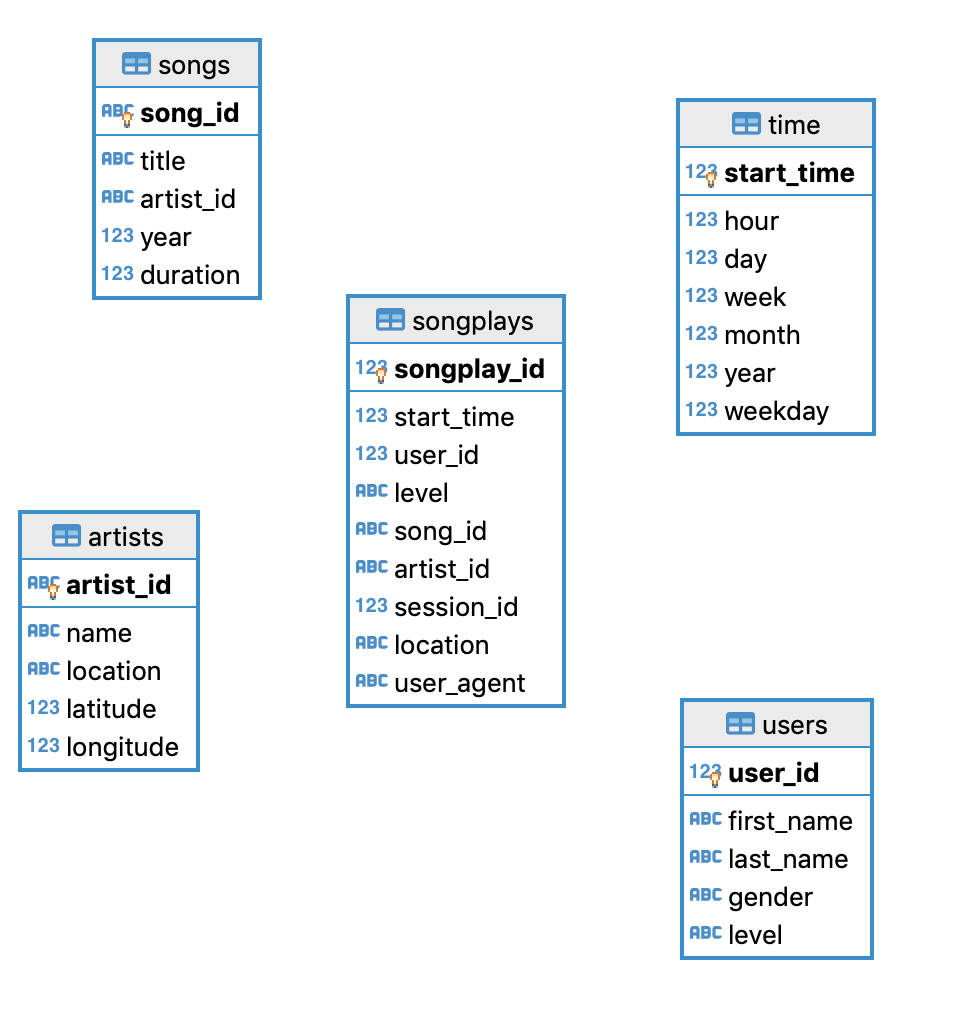 songs
ABC song_id
ABC title
ABC artist_id
123 year
123 duration
time
123 start_time
123 hour
123 day
123 week
123 month
123 year
123 weekday
songplays
123 songplay_id
123 start_time
123 user_id
ABC level
ABC song_id
ABC artist_id
123 session_id
ABC location
ABC user_agent
artists
ABC artist_id
ABC name
ABC location
123 latitude
123 longitude
users
123 user_id
ABC first_name
ABC last_name
ABC gender
ABC level